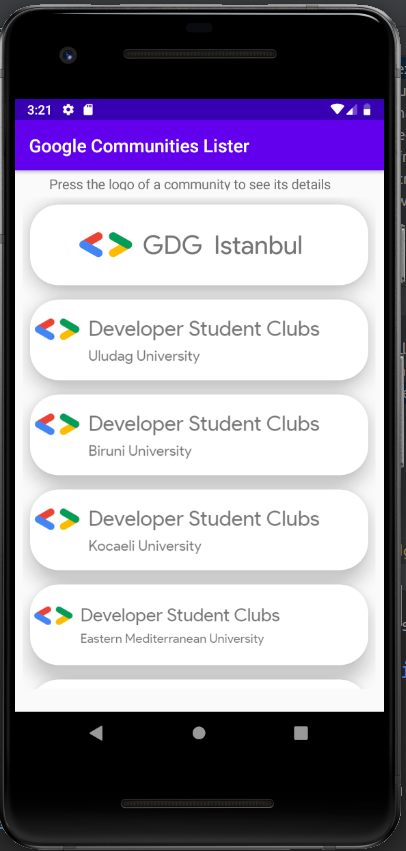 3:21
Google Communities Lister
Press the logo of a community to see its details
GDG Istanbul
Developer Student Clubs
Uludag University
Developer Student Clubs
Biruni University
Developer Student Clubs
Kocaeli University
Developer Student Clubs
Eastern Mediterranean University